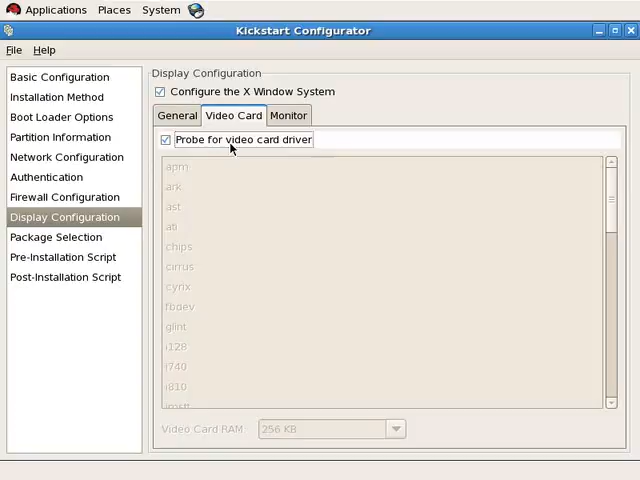 Applications Places System
Kickstart Configurator
File Help
Basic Configuration
Installation Method
Boot Loader Options
Partition Information
Network Configuration
Authentication
Firewall Configuration
Display Configuration
Package Selection
Pre-Installation Script
Post-Installation Script
Display Configuration
Configure the X Window System
General Video Card Monitor
Probe for video card driver
apm
ark
ast
ati
chips
cirrus
cyrix
fbdev
glint
i128
i740
i810
imstt
Video Card RAM: 256 KB